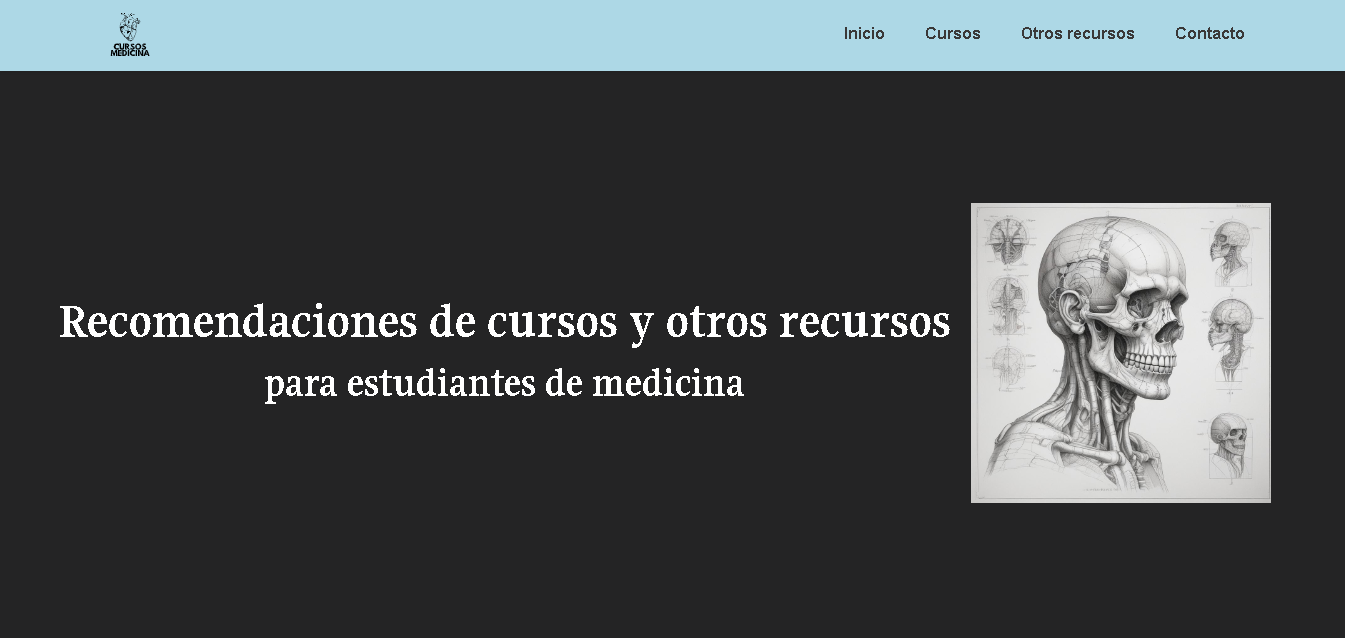 CURSOS
MEDICINA
Inicio
Cursos
Otros recursos
Contacto
Recomendaciones de cursos y otros recursos
para estudiantes de medicina